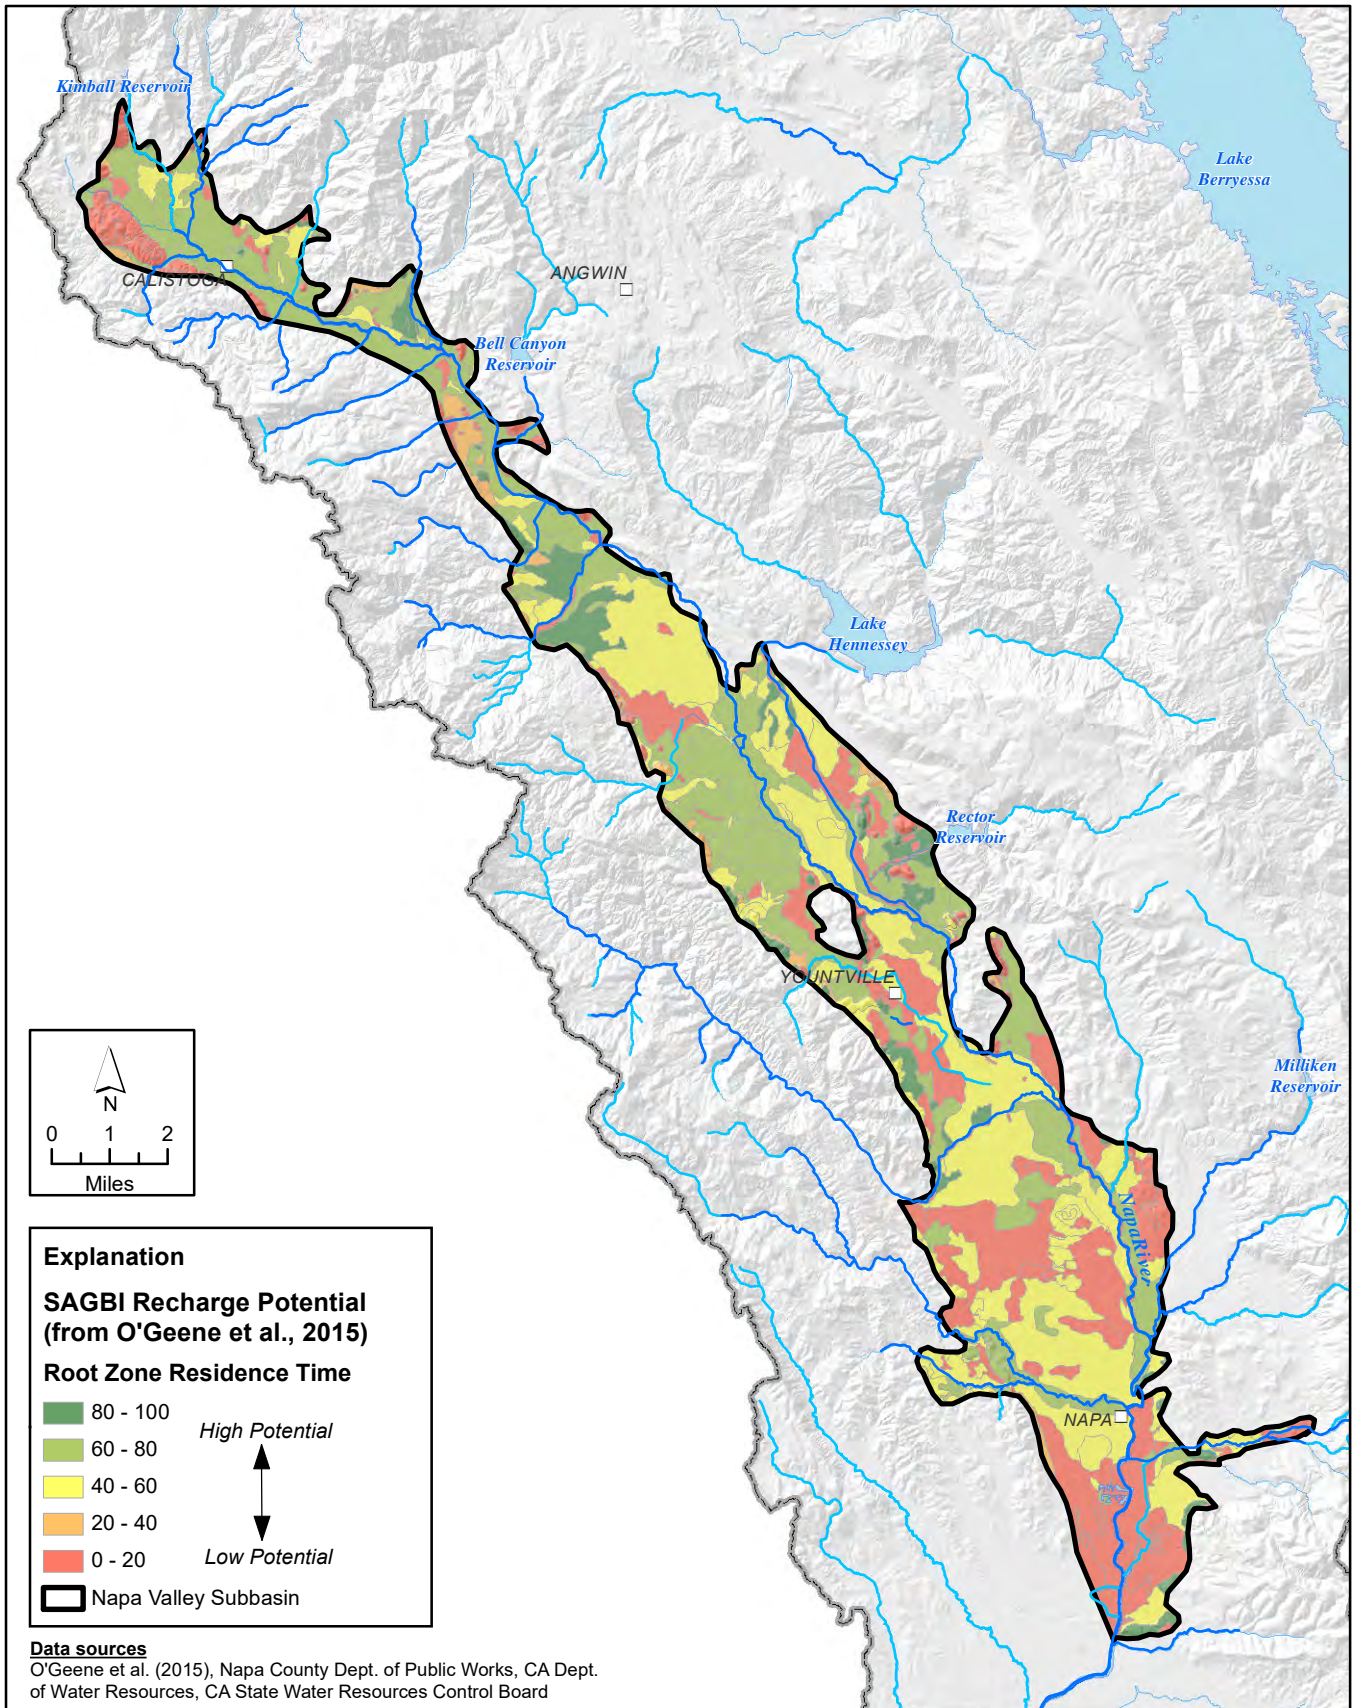 Kimball Reservoir
Lake
Berryessa
CALISTOGA
ANGWIN
Bell Canyon
Reservoir
Lake
Hennessey
Rector
Reservoir
YOUNTVILLE
Milliken
Reservoir
NapaRiver
NAPA
N
0 1 2
Miles
Explanation
SAGBI Recharge Potential
(from O'Geene et al., 2015)
Root Zone Residence Time
80 - 100
High Potential
60 - 80
40 - 60
20 - 40
0 - 20
Low Potential
Napa Valley Subbasin
Data sources
O'Geene et al. (2015), Napa County Dept. of Public Works, CA Dept.
of Water Resources, CA State Water Resources Control Board